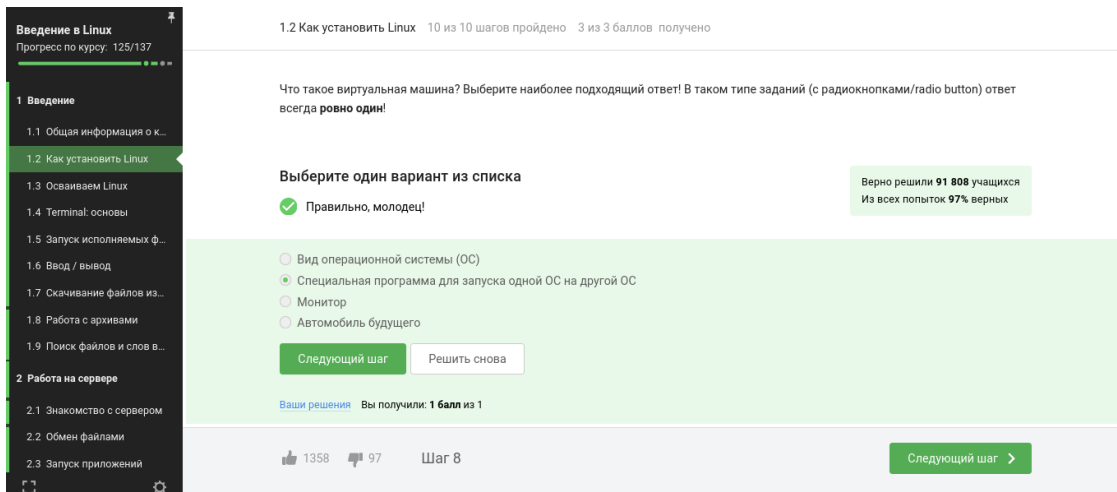 Введение в Linux
Прогресс по курсу: 125/137
1 Введение
1.1 Общая информация о к...
1.2 Как установить Linux
1.3 Осваиваем Linux
1.4 Terminal: основы
1.5 Запуск исполняемых ф...
1.6 Ввод / вывод
1.7 Скачивание файлов из...
1.8 Работа с архивами
1.9 Поиск файлов и слов в...
2 Работа на сервере
2.1 Знакомство с сервером
2.2 Обмен файлами
2.3 Запуск приложений
1.2 Как установить Linux 10 из 10 шагов пройдено 3 из 3 баллов получено
Что такое виртуальная машина? Выберите наиболее подходящий ответ! В таком типе заданий (с радиокнопками/radio button) ответ
всегда ровно один!
Выберите один вариант из списка
Правильно, молодец!
Верно решили 91 808 учащихся
Из всех попыток 97% верных
Вид операционной системы (ОС)
Специальная программа для запуска одной ОС на другой ОС
Монитор
Автомобиль будущего
Следующий шаг Решить снова
Ваши решения Вы получили: 1 балл из 1
1358 97 Шаг 8 Следующий шаг